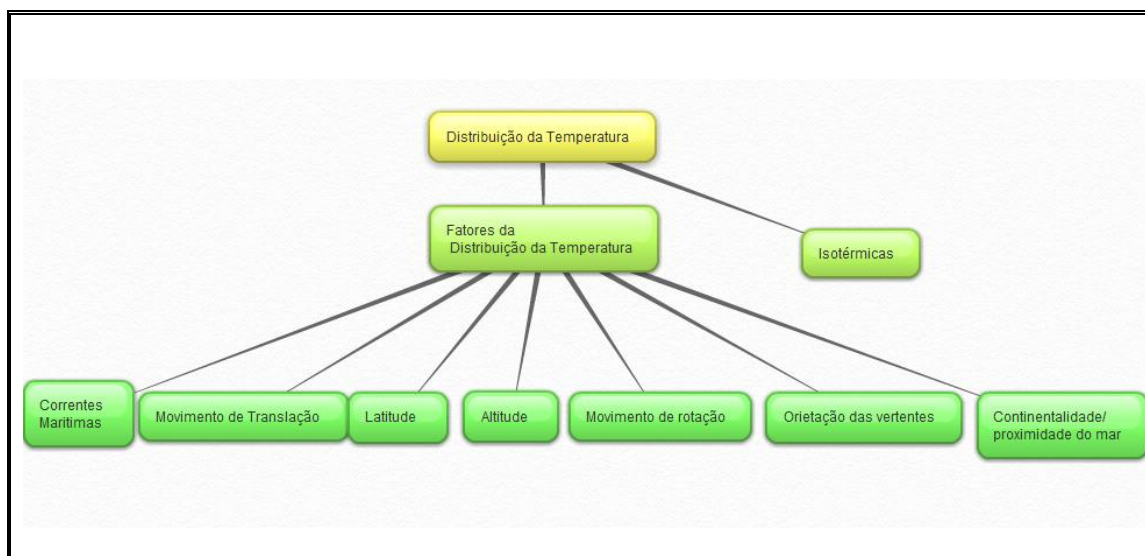 Distribuição da Temperatura
Fatores da
Distribuição da Temperatura
Isotérmicas
Correntes
Maritimas
Movimento de Translação
Latitude
Altitude
Movimento de rotação
Orietação das vertentes
Continentalidade/
proximidade do mar